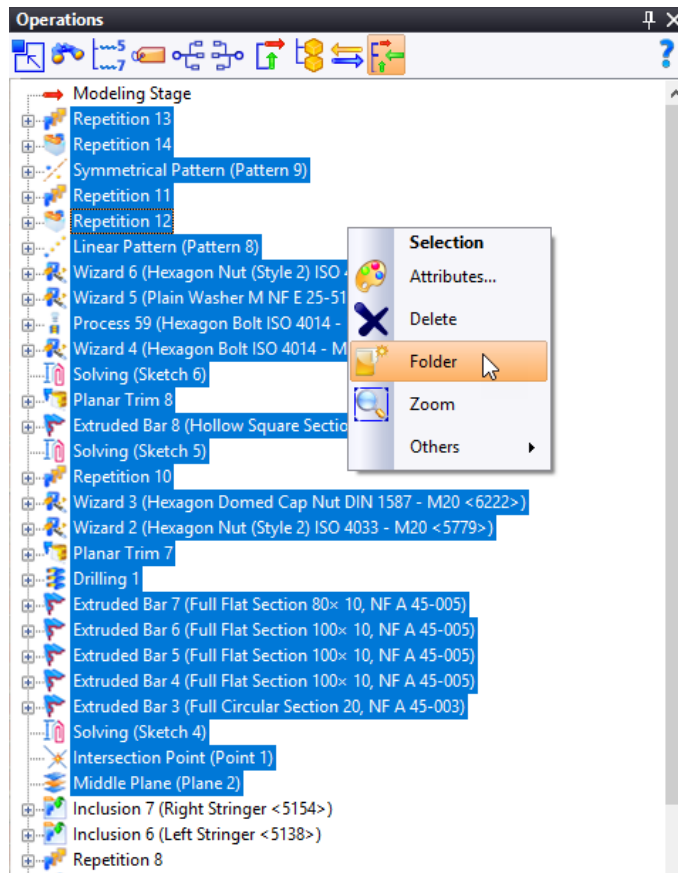 Operations
5
7
?
Modeling Stage
Repetition 13
Repetition 14
Symmetrical Pattern (Pattern 9)
Repetition 11
Repetition 12
Linear Pattern (Pattern 8)
Selection
Wizard 6 (Hexagon Nut (Style 2) ISO
Attributes...
Wizard 5 (Plain Washer M NF E 25-51
Process 59 (Hexagon Bolt ISO 4014 -
Delete
Wizard 4 (Hexagon Bolt ISO 4014 - M
Folder
Solving (Sketch 6)
Planar Trim 8
Zoom
Extruded Bar 8 (Hollow Square Sectio
Solving (Sketch 5)
Others
Repetition 10
Wizard 3 (Hexagon Domed Cap Nut DIN 1587 - M20 <6222>)
Wizard 2 (Hexagon Nut (Style 2) ISO 4033 - M20 <5779>)
Planar Trim 7
Drilling 1
Extruded Bar 7 (Full Flat Section 80× 10, NF A 45-005)
Extruded Bar 6 (Full Flat Section 100× 10, NF A 45-005)
Extruded Bar 5 (Full Flat Section 100× 10, NF A 45-005)
Extruded Bar 4 (Full Flat Section 100× 10, NF A 45-005)
Extruded Bar 3 (Full Circular Section 20, NF A 45-003)
Solving (Sketch 4)
Intersection Point (Point 1)
Middle Plane (Plane 2)
Inclusion 7 (Right Stringer <5154>)
Inclusion 6 (Left Stringer <5138>)
Repetition 8